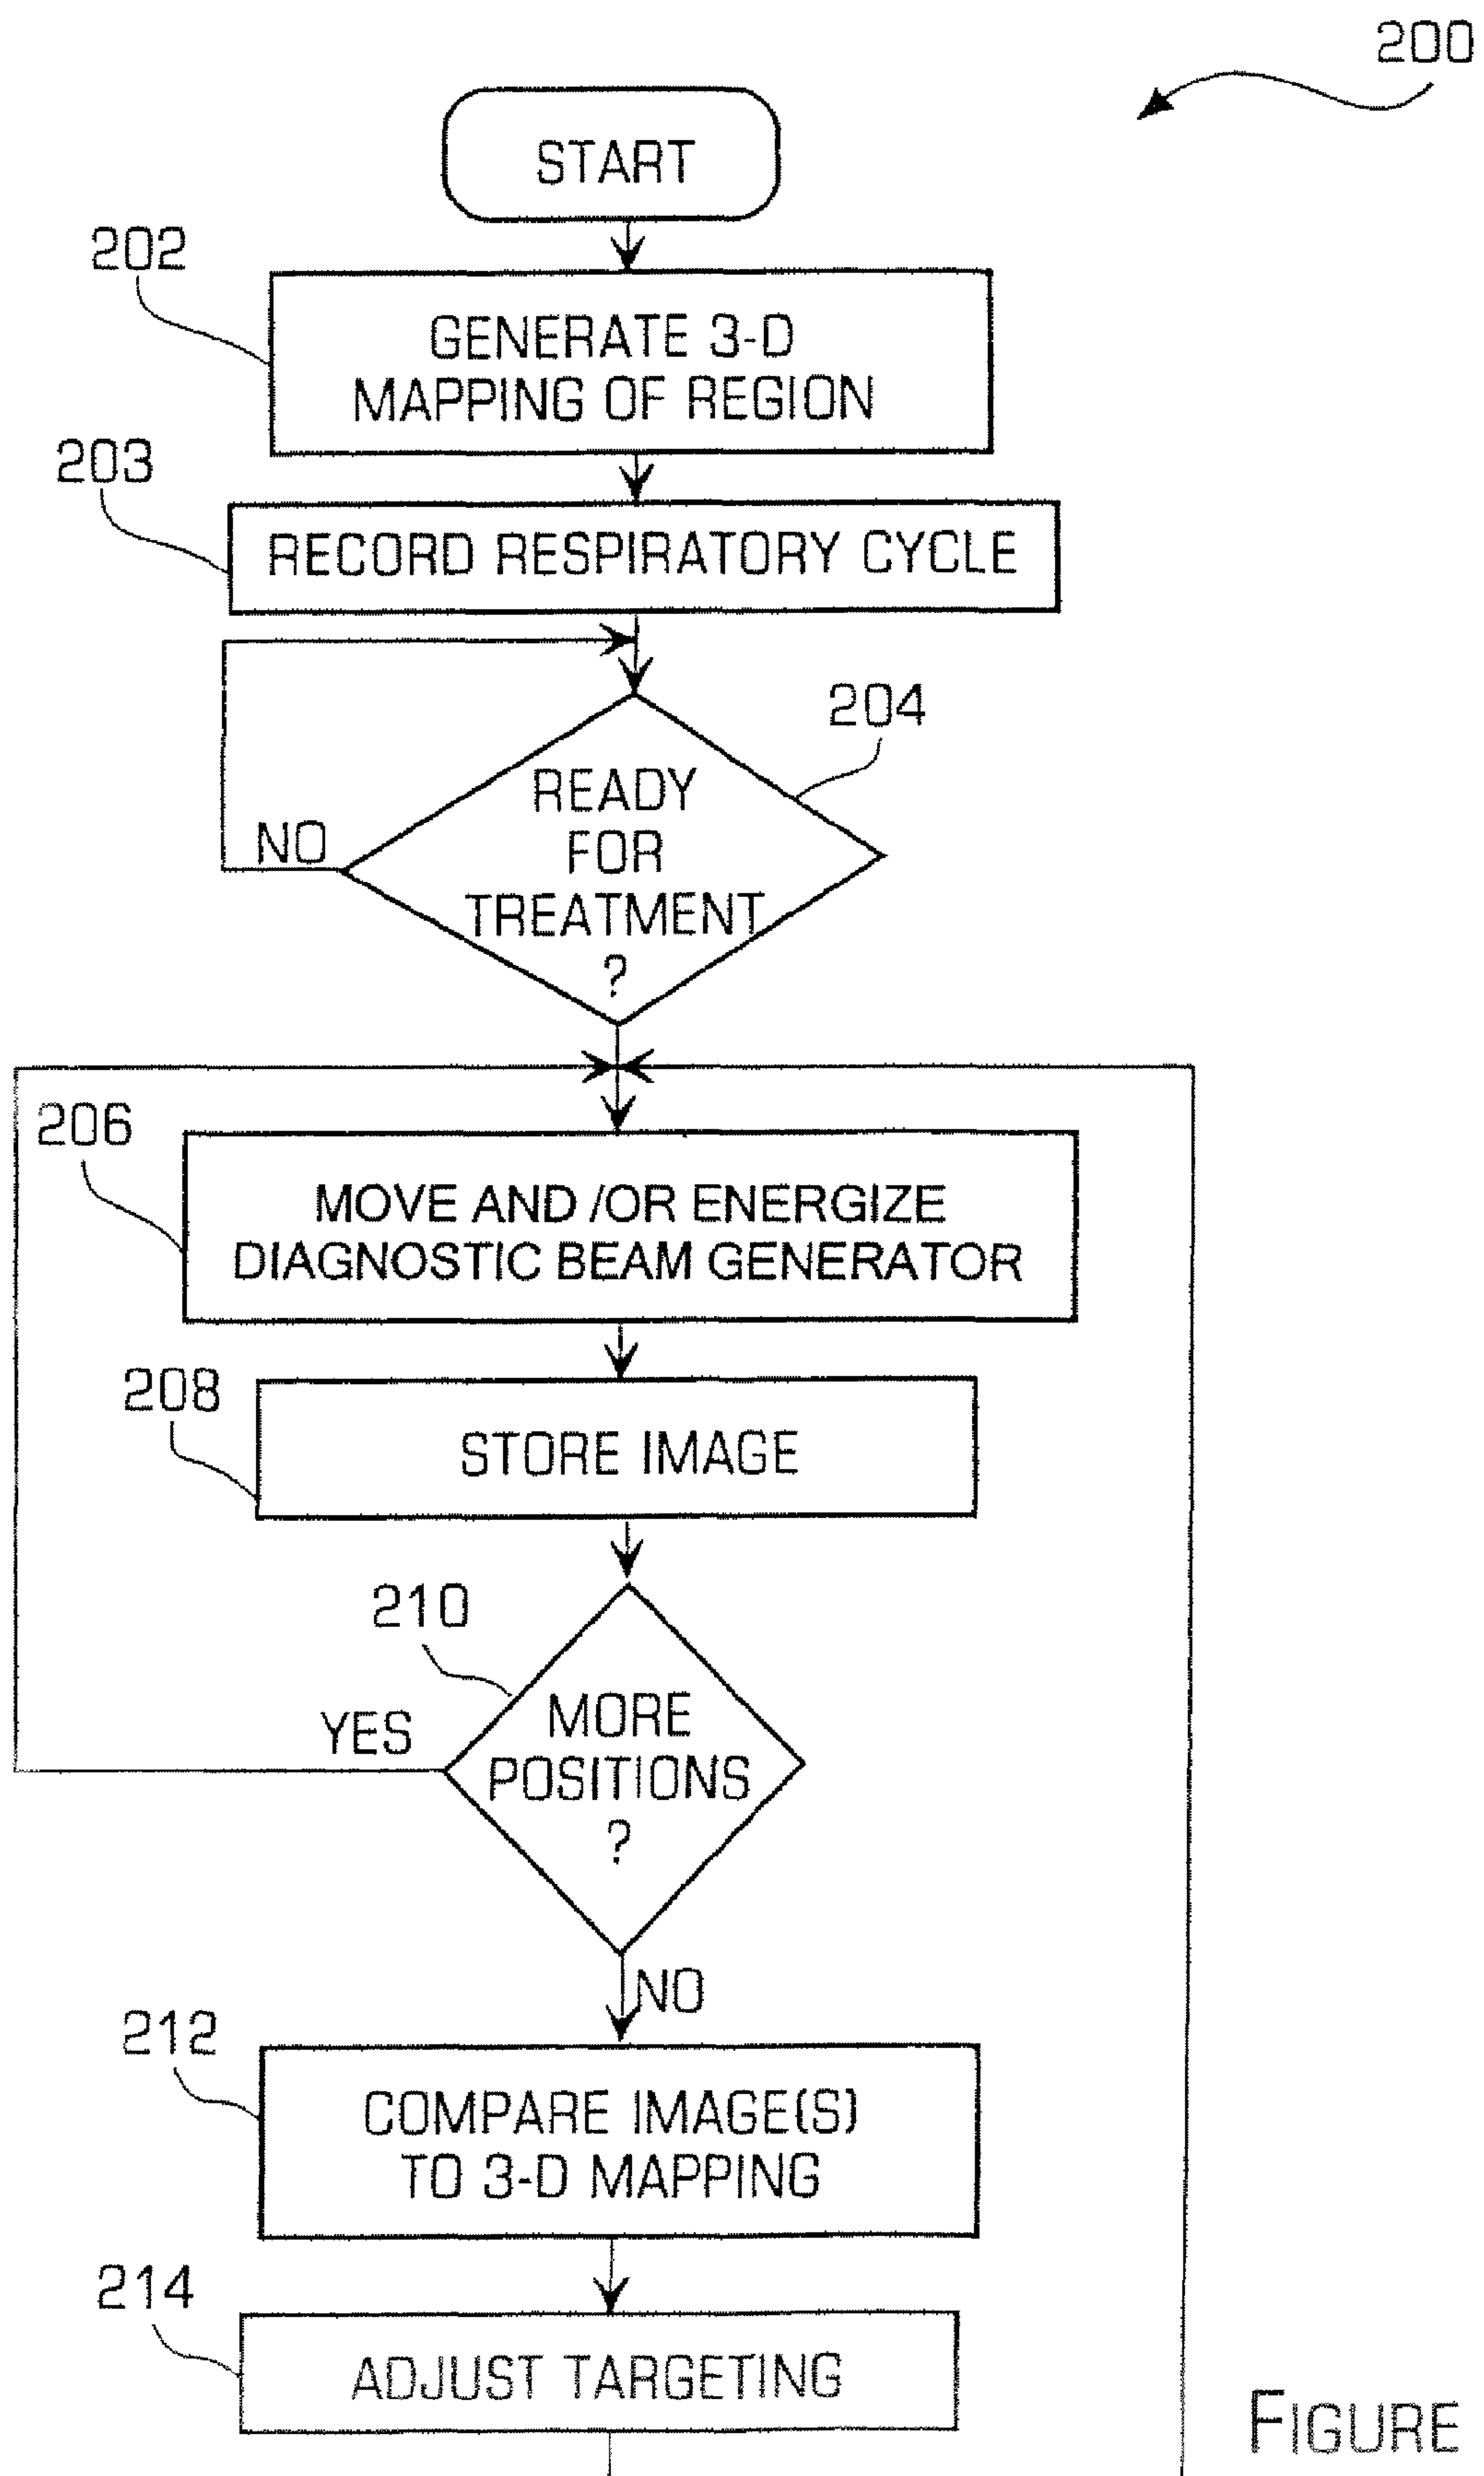 200
START
202
GENERATE 3-D
MAPPING OF REGION
203
RECORD RESPIRATORY CYCLE
204
READY
FOR
TREATMENT
?
NO
206
MOVE AND /OR ENERGIZE
DIAGNOSTIC BEAM GENERATOR
208
STORE IMAGE
210
MORE
POSITIONS
?
YES
NO
212
COMPARE IMAGE(S)
TO 3-D MAPPING
214
ADJUST TARGETING
FIGURE